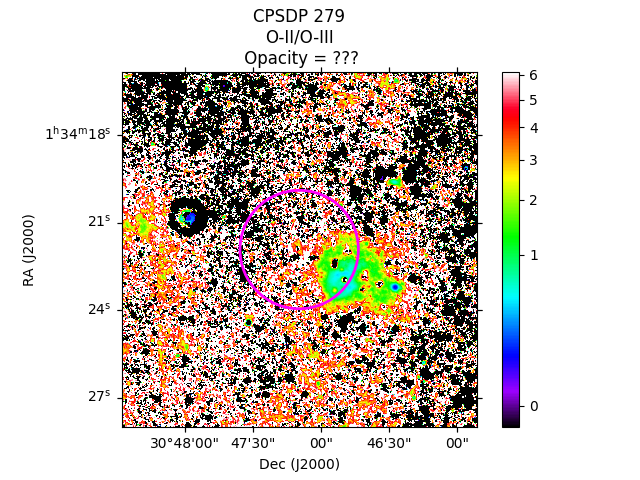 CPSDP 279
O-II/O-III
Opacity = ???
1h34m18s
21s
24s
27s
RA (J2000)
30°48'00" 47'30" 00" 46'30" 00"
Dec (J2000)
6
5
4
3
2
1
0